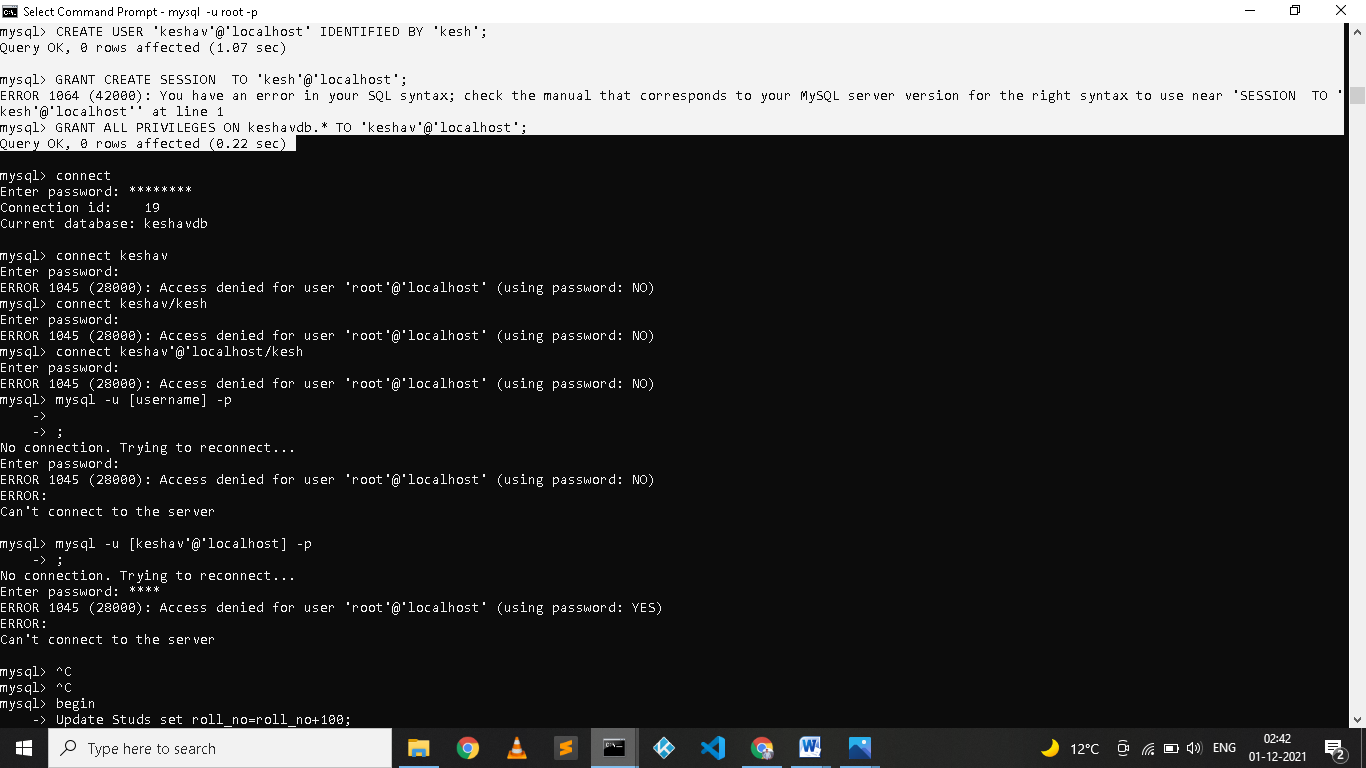 Select Command Prompt - mysql -u root -p
mysql> CREATE USER 'keshav'@'localhost' IDENTIFIED BY 'kesh';
Query OK, 0 rows affected (1.07 sec)
mysql> GRANT CREATE SESSION  TO 'kesh'@'localhost';
ERROR 1064 (42000): You have an error in your SQL syntax; check the manual that corresponds to your MySQL server version for the right syntax to use near 'SESSION  TO '
kesh'@'localhost'' at line 1
mysql> GRANT ALL PRIVILEGES ON keshavdb.* TO 'keshav'@'localhost';
Query OK, 0 rows affected (0.22 sec)
mysql> connect
Enter password: ********
Connection id:    19
Current database: keshavdb
mysql> connect keshav
Enter password:
ERROR 1045 (28000): Access denied for user 'root'@'localhost' (using password: NO)
mysql> connect keshav/kesh
Enter password:
ERROR 1045 (28000): Access denied for user 'root'@'localhost' (using password: NO)
mysql> connect keshav'@'localhost/kesh
Enter password:
ERROR 1045 (28000): Access denied for user 'root'@'localhost' (using password: NO)
mysql> mysql -u [username] -p
    ->
    -> ;
No connection. Trying to reconnect...
Enter password:
ERROR 1045 (28000): Access denied for user 'root'@'localhost' (using password: NO)
ERROR:
Can't connect to the server
mysql> mysql -u [keshav'@'localhost] -p
    -> ;
No connection. Trying to reconnect...
Enter password: ****
ERROR 1045 (28000): Access denied for user 'root'@'localhost' (using password: YES)
ERROR:
Can't connect to the server
mysql> ^C
mysql> ^C
mysql> begin
    -> Update Studs set roll_no=roll_no+100;
Type here to search
12°C
ENG
02:42
01-12-2021
2